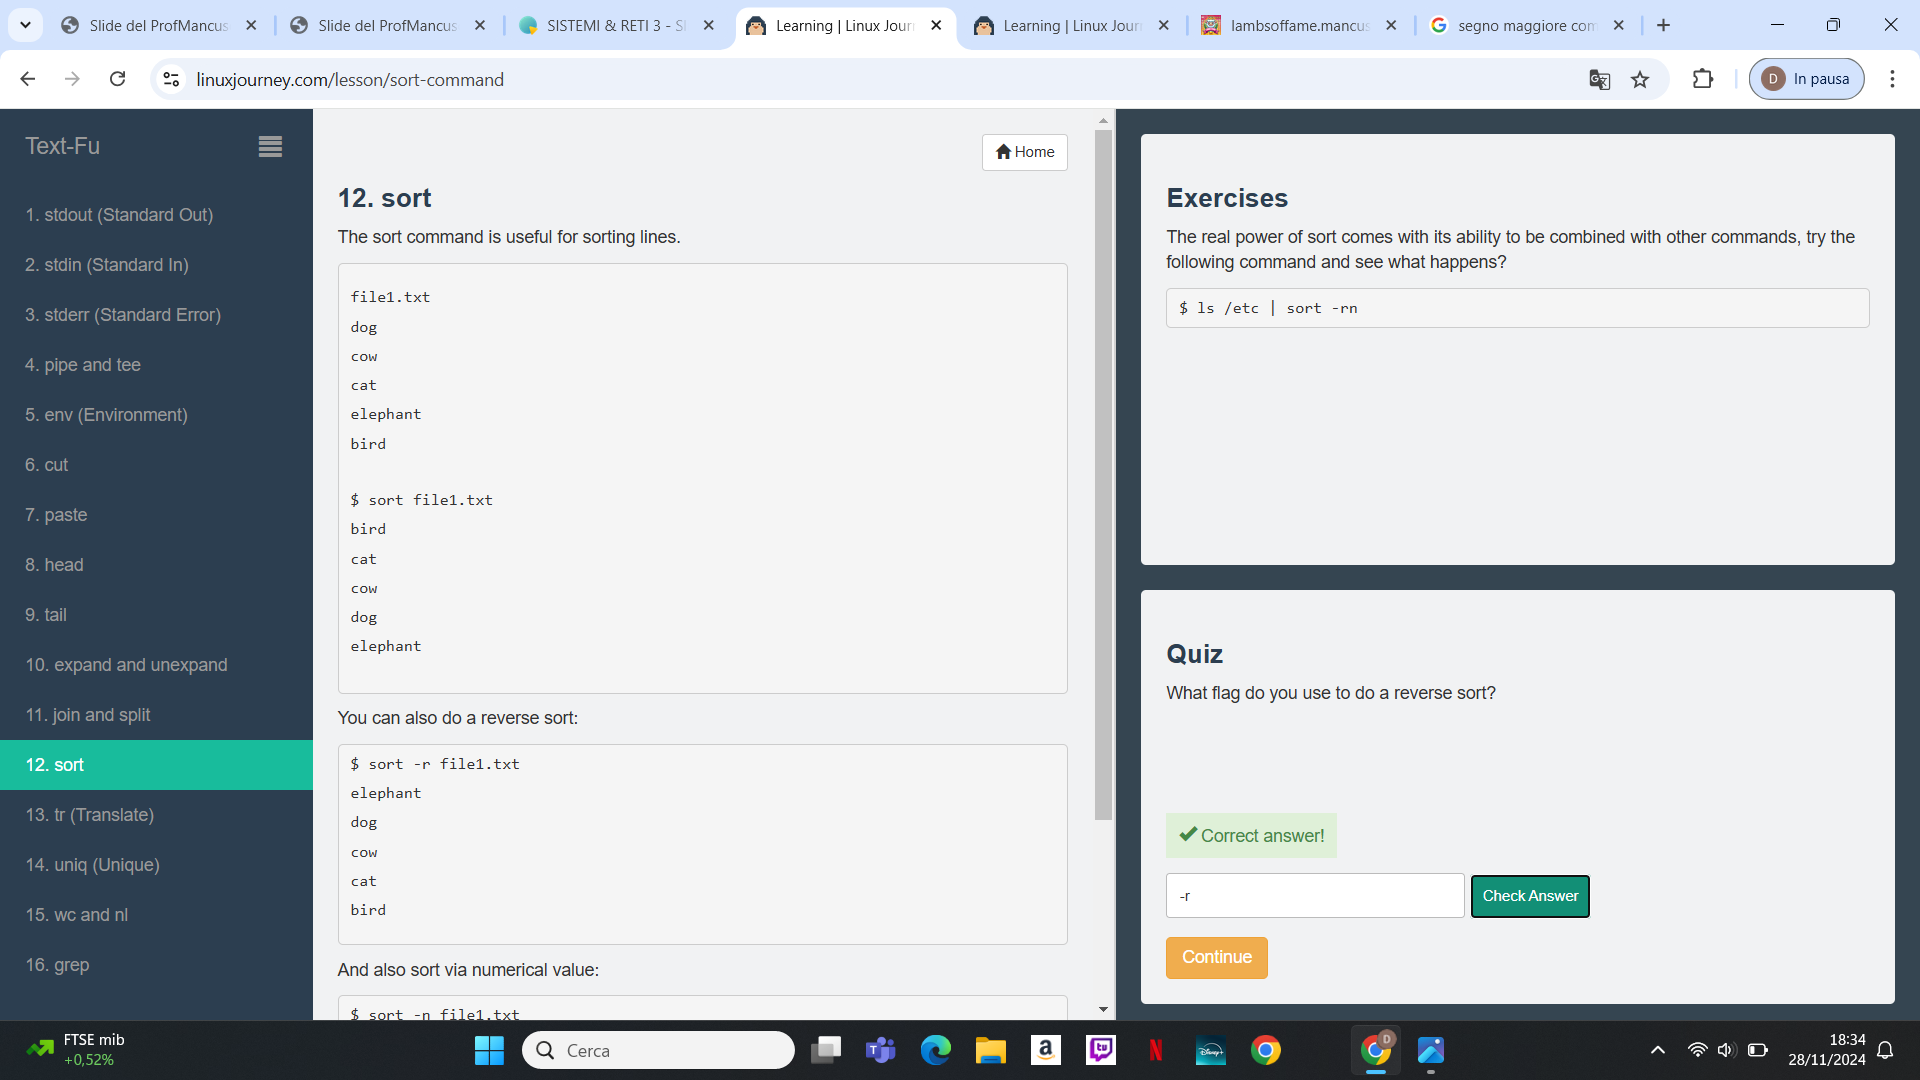 Slide del ProfMancus
Slide del ProfMancus
SISTEMI & RETI 3 - S
Learning | Linux Jour
Learning | Linux Jour
lambsoffame.mancus
segno maggiore com
linuxjourney.com/lesson/sort-command
D
In pausa
Text-Fu
1. stdout (Standard Out)
2. stdin (Standard In)
3. stderr (Standard Error)
4. pipe and tee
5. env (Environment)
6. cut
7. paste
8. head
9. tail
10. expand and unexpand
11. join and split
12. sort
13. tr (Translate)
14. uniq (Unique)
15. wc and nl
16. grep
Home
12. sort
The sort command is useful for sorting lines.
file1.txt
dog
cow
cat
elephant
bird
$ sort file1.txt
bird
cat
cow
dog
elephant
You can also do a reverse sort:
$ sort -r file1.txt
elephant
dog
cow
cat
bird
And also sort via numerical value:
$ sort -n file1.txt
Exercises
The real power of sort comes with its ability to be combined with other commands, try the
following command and see what happens?
$ ls /etc | sort -rn
Quiz
What flag do you use to do a reverse sort?
Correct answer!
-r
Check Answer
Continue
FTSE mib
+0,52%
Cerca
18:34
28/11/2024